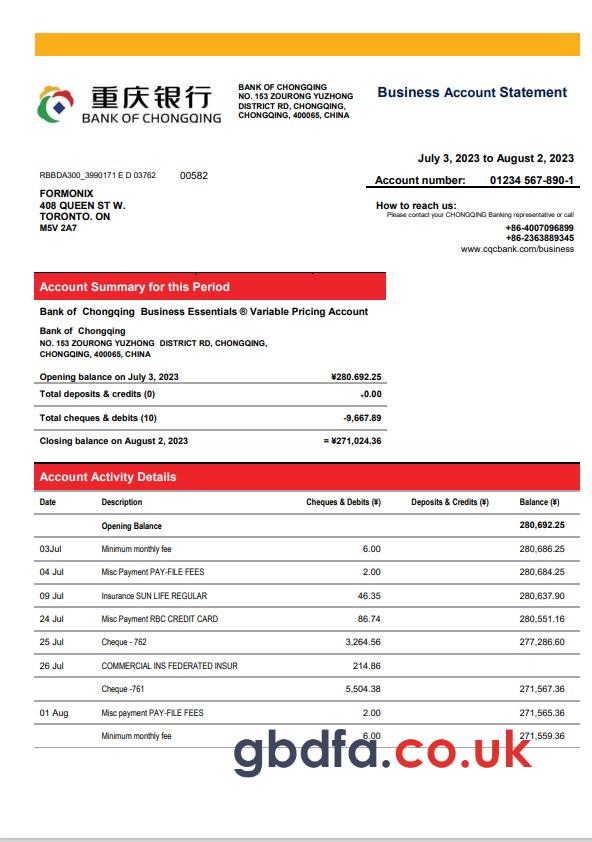 重庆银行
BANK OF CHONGQING
BANK OF CHONGQING
NO. 153 ZOURONG YUZHONG
DISTRICT RD, CHONGQING,
CHONGQING, 400065, CHINA
Business Account Statement
July 3, 2023 to August 2, 2023
Account number: 01234 567-890-1
RBBDA300_3990171 E D 03762 00582
FORMONIX
408 QUEEN ST W.
TORONTO. ON
M5V 2A7
How to reach us:
Please contact your CHONGQING Banking representative or call
+86-4007096899
+86-2363889345
www.cqcbank.com/business
Account Summary for this Period
Bank of Chongqing Business Essentials ® Variable Pricing Account
Bank of Chongqing
NO. 153 ZOURONG YUZHONG DISTRICT RD, CHONGQING,
CHONGQING, 400065, CHINA
Opening balance on July 3, 2023 ¥280.692.25
Total deposits & credits (0) +0.00
Total cheques & debits (10) -9,667.89
Closing balance on August 2, 2023 = ¥271,024.36
Account Activity Details
Date Description Cheques & Debits (¥) Deposits & Credits (¥) Balance (¥)
Opening Balance 280,692.25
03Jul Minimum monthly fee 6.00 280,686.25
04 Jul Misc Payment PAY-FILE FEES 2.00 280,684.25
09 Jul Insurance SUN LIFE REGULAR 46.35 280,637.90
24 Jul Misc Payment RBC CREDIT CARD 86.74 280,551.16
25 Jul Cheque - 762 3,264.56 277,286.60
26 Jul COMMERCIAL INS FEDERATED INSUR 214.86
Cheque -761 5,504.38 271,567.36
01 Aug Misc payment PAY-FILE FEES 2.00 271,565.36
Minimum monthly fee 6.00 271,559.36
gbdfa.co.uk